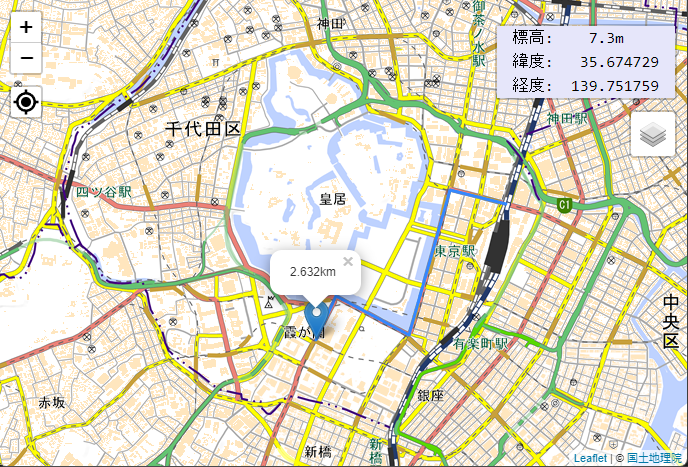 +
−
神田
御茶ノ水駅
標高: 7.3m
緯度: 35.674729
経度: 139.751759
千代田区
神田駅
四ツ谷駅
皇居
C1
東京駅
2.632km ×
霞が関
中央区
有楽町駅
赤坂
銀座
新橋
新橋
Leaflet | © 国土地理院